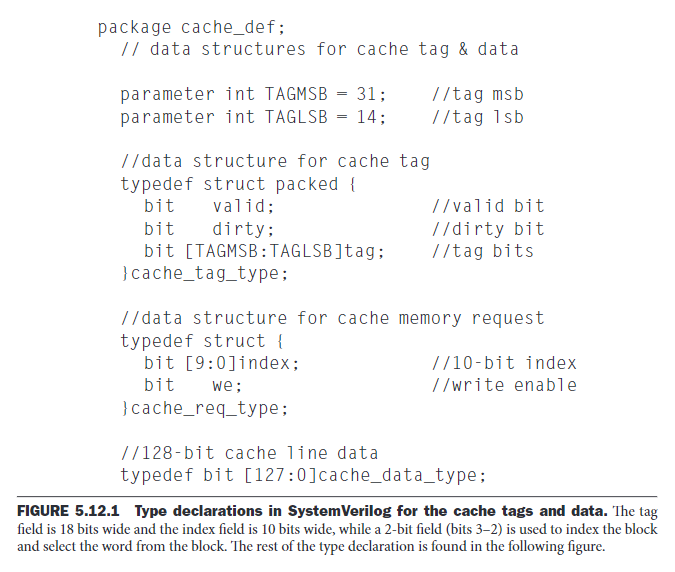 package cache_def;
// data structures for cache tag & data
parameter int TAGMSB = 31; //tag msb
parameter int TAGLSB = 14; //tag lsb
//data structure for cache tag
typedef struct packed {
bit valid; //valid bit
bit dirty; //dirty bit
bit [TAGMSB:TAGLSB]tag; //tag bits
}cache_tag_type;
//data structure for cache memory request
typedef struct {
bit [9:0]index; //10-bit index
bit we; //write enable
}cache_req_type;
//128-bit cache line data
typedef bit [127:0]cache_data_type;
FIGURE 5.12.1 Type declarations in SystemVerilog for the cache tags and data. The tag
field is 18 bits wide and the index field is 10 bits wide, while a 2-bit field (bits 3–2) is used to index the block
and select the word from the block. The rest of the type declaration is found in the following figure.